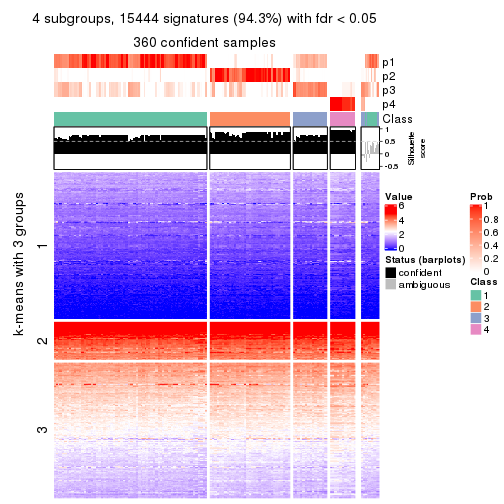 4 subgroups, 15444 signatures (94.3%) with fdr < 0.05
360 confident samples
p1
p2
p3
p4
Class
1
0.5
0
-0.5
Silhouette
score
k-means with 3 groups
1
2
3
Value
6
4
2
0
Status (barplots)
confident
ambiguous
Prob
1
0.8
0.6
0.4
0.2
0
Class
1
2
3
4